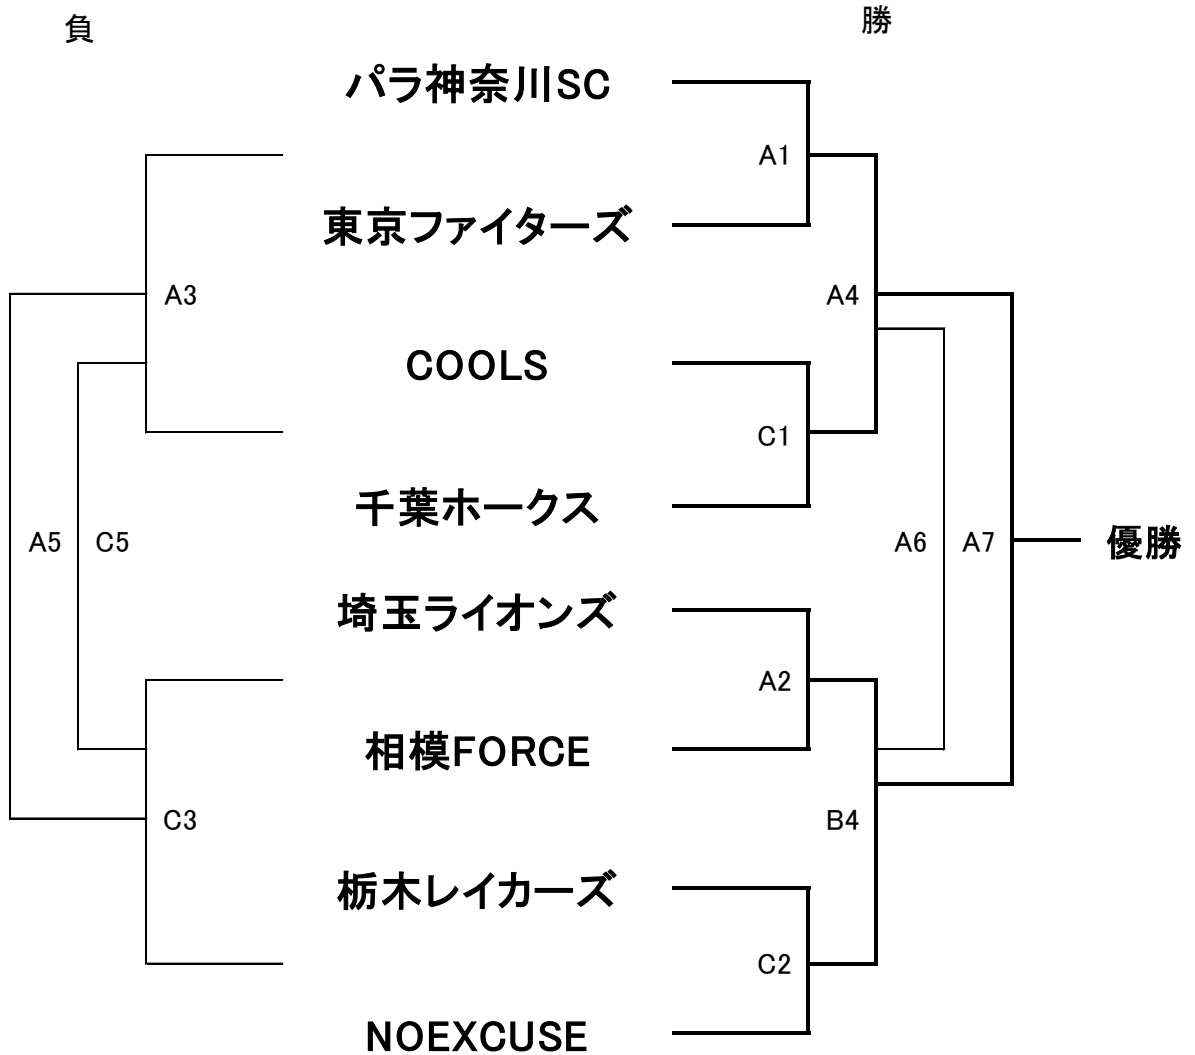 負
勝
パラ神奈川SC
A1
東京ファイターズ
A3
A4
COOLS
C1
千葉ホークス
A5
C5
A6
A7
優勝
埼玉ライオンズ
A2
相模FORCE
C3
B4
栃木レイカーズ
C2
NOEXCUSE